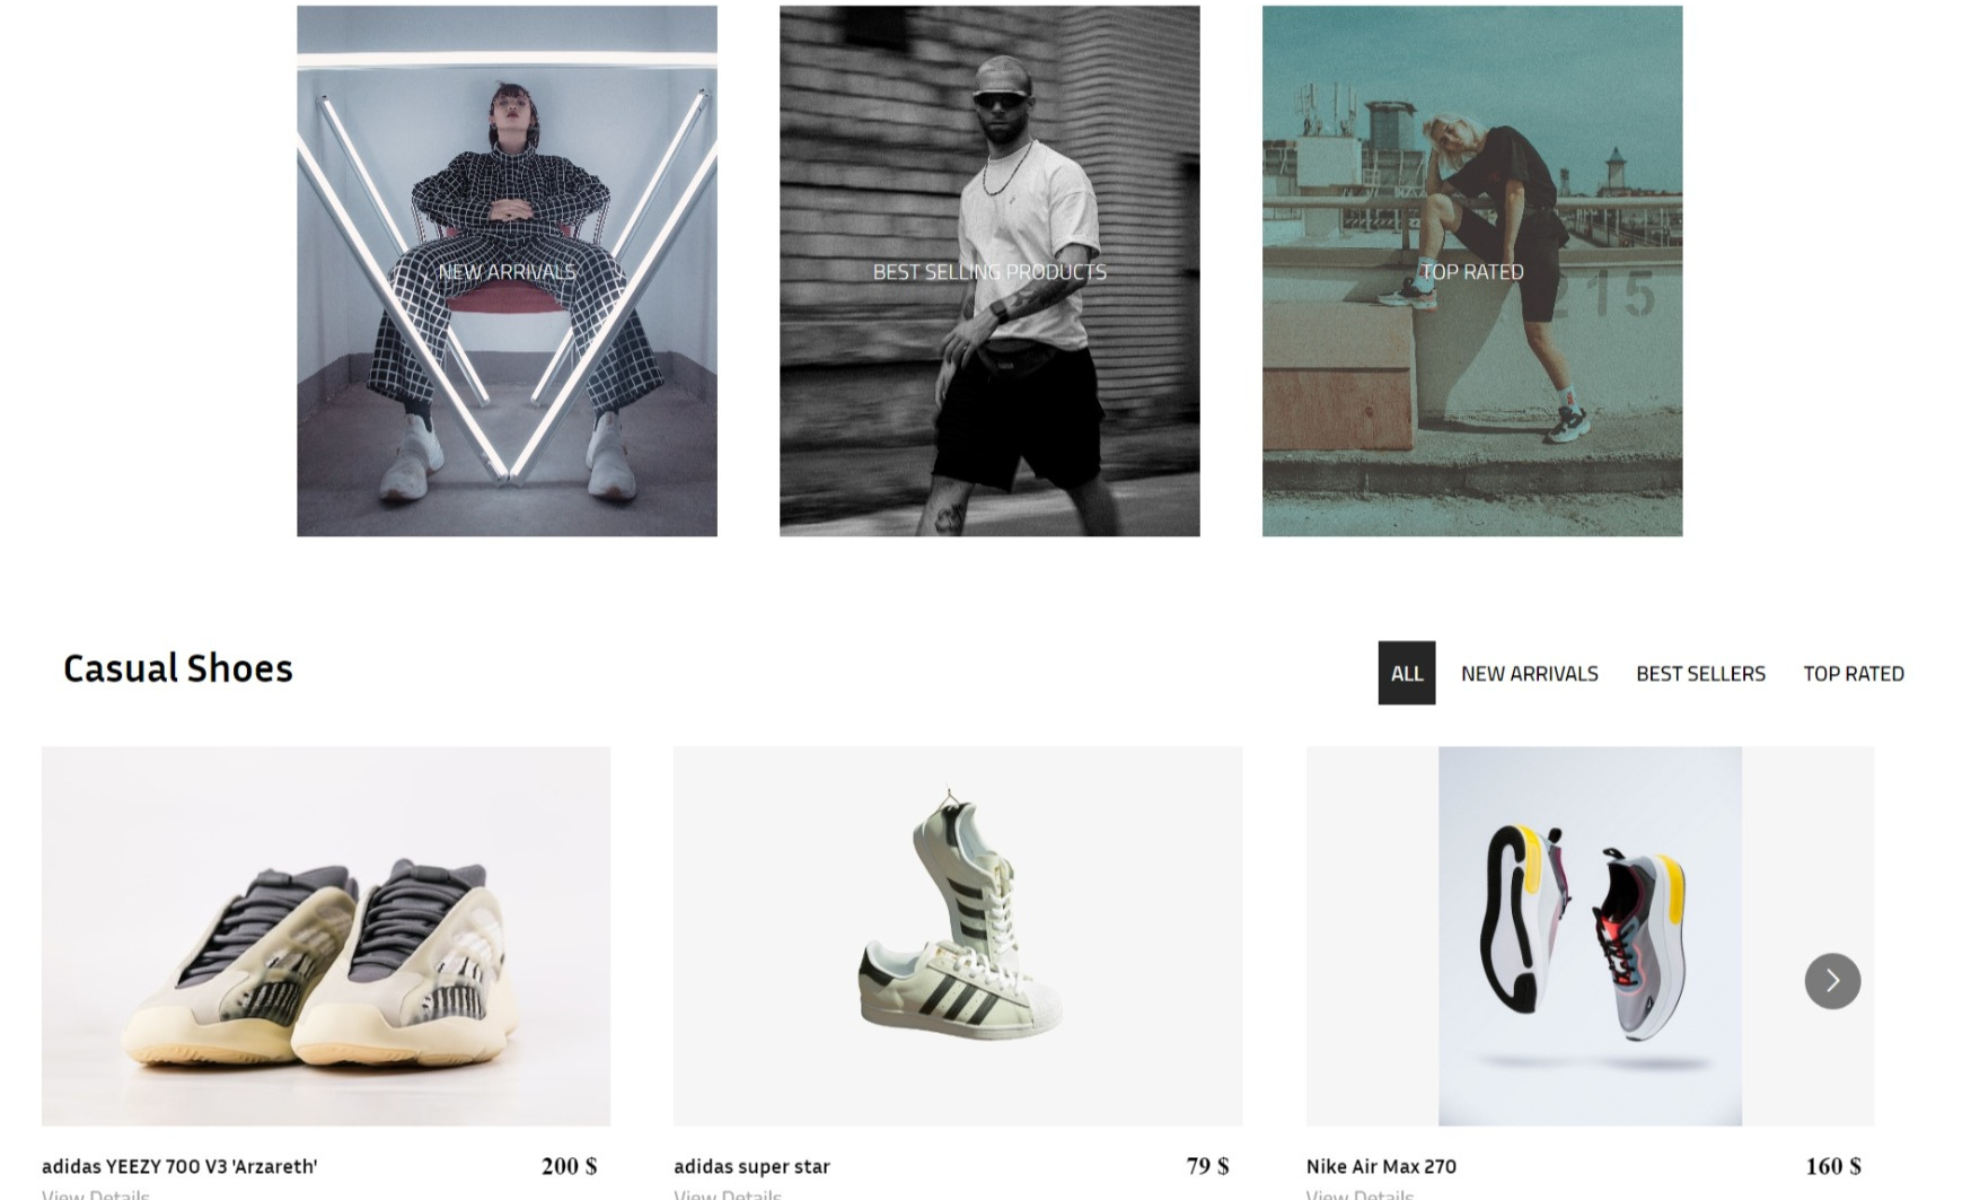 NEW ARRIVALS
BEST SELLING PRODUCTS
TOP RATED
215
Casual Shoes
ALL NEW ARRIVALS BEST SELLERS TOP RATED
adidas YEEZY 700 V3 'Arzareth' 200 $
View Details
adidas super star 79 $
View Details
Nike Air Max 270 160 $
View Details